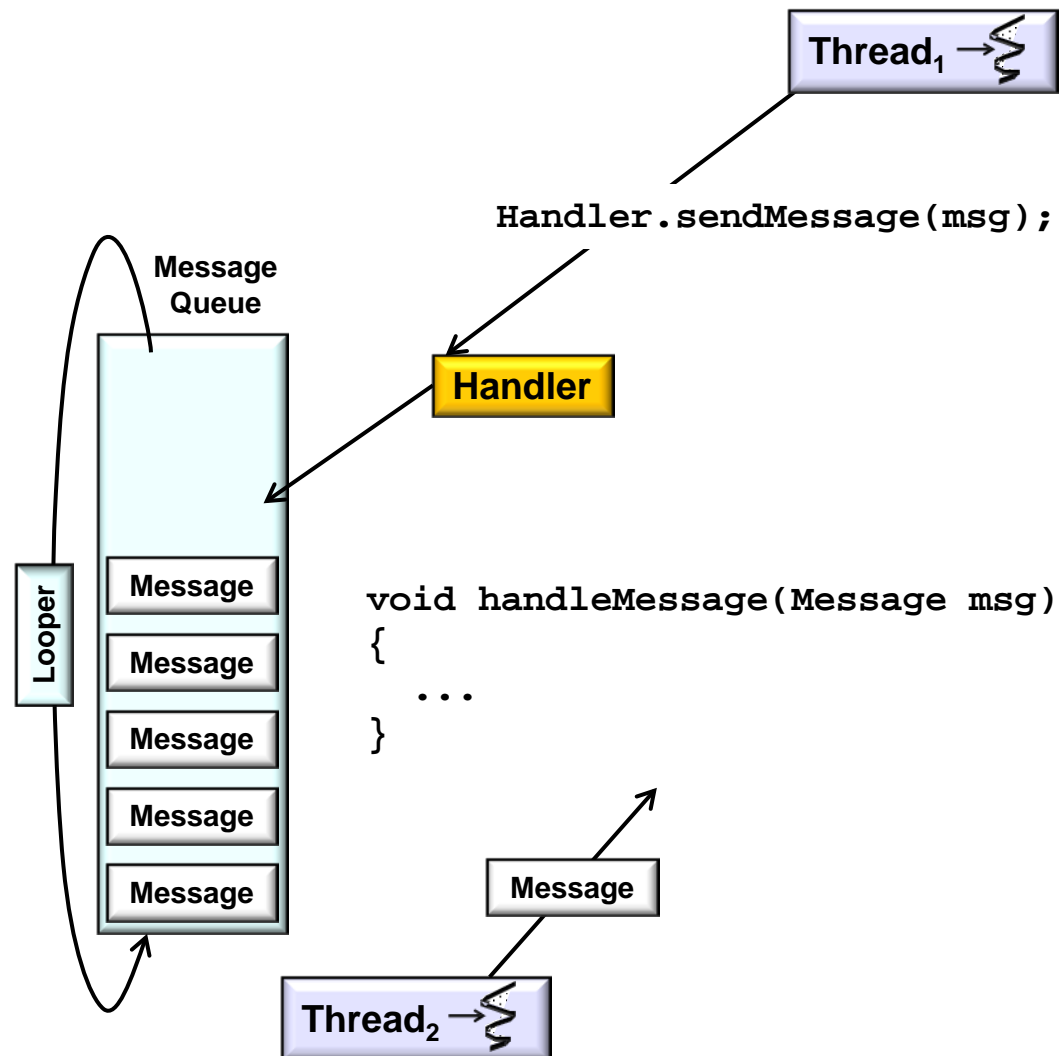 Thread₁
Handler.sendMessage(msg);
Message
Queue
Handler
Looper
Message
Message
Message
Message
Message
void handleMessage(Message msg)
{
...
}
Message
Thread₂